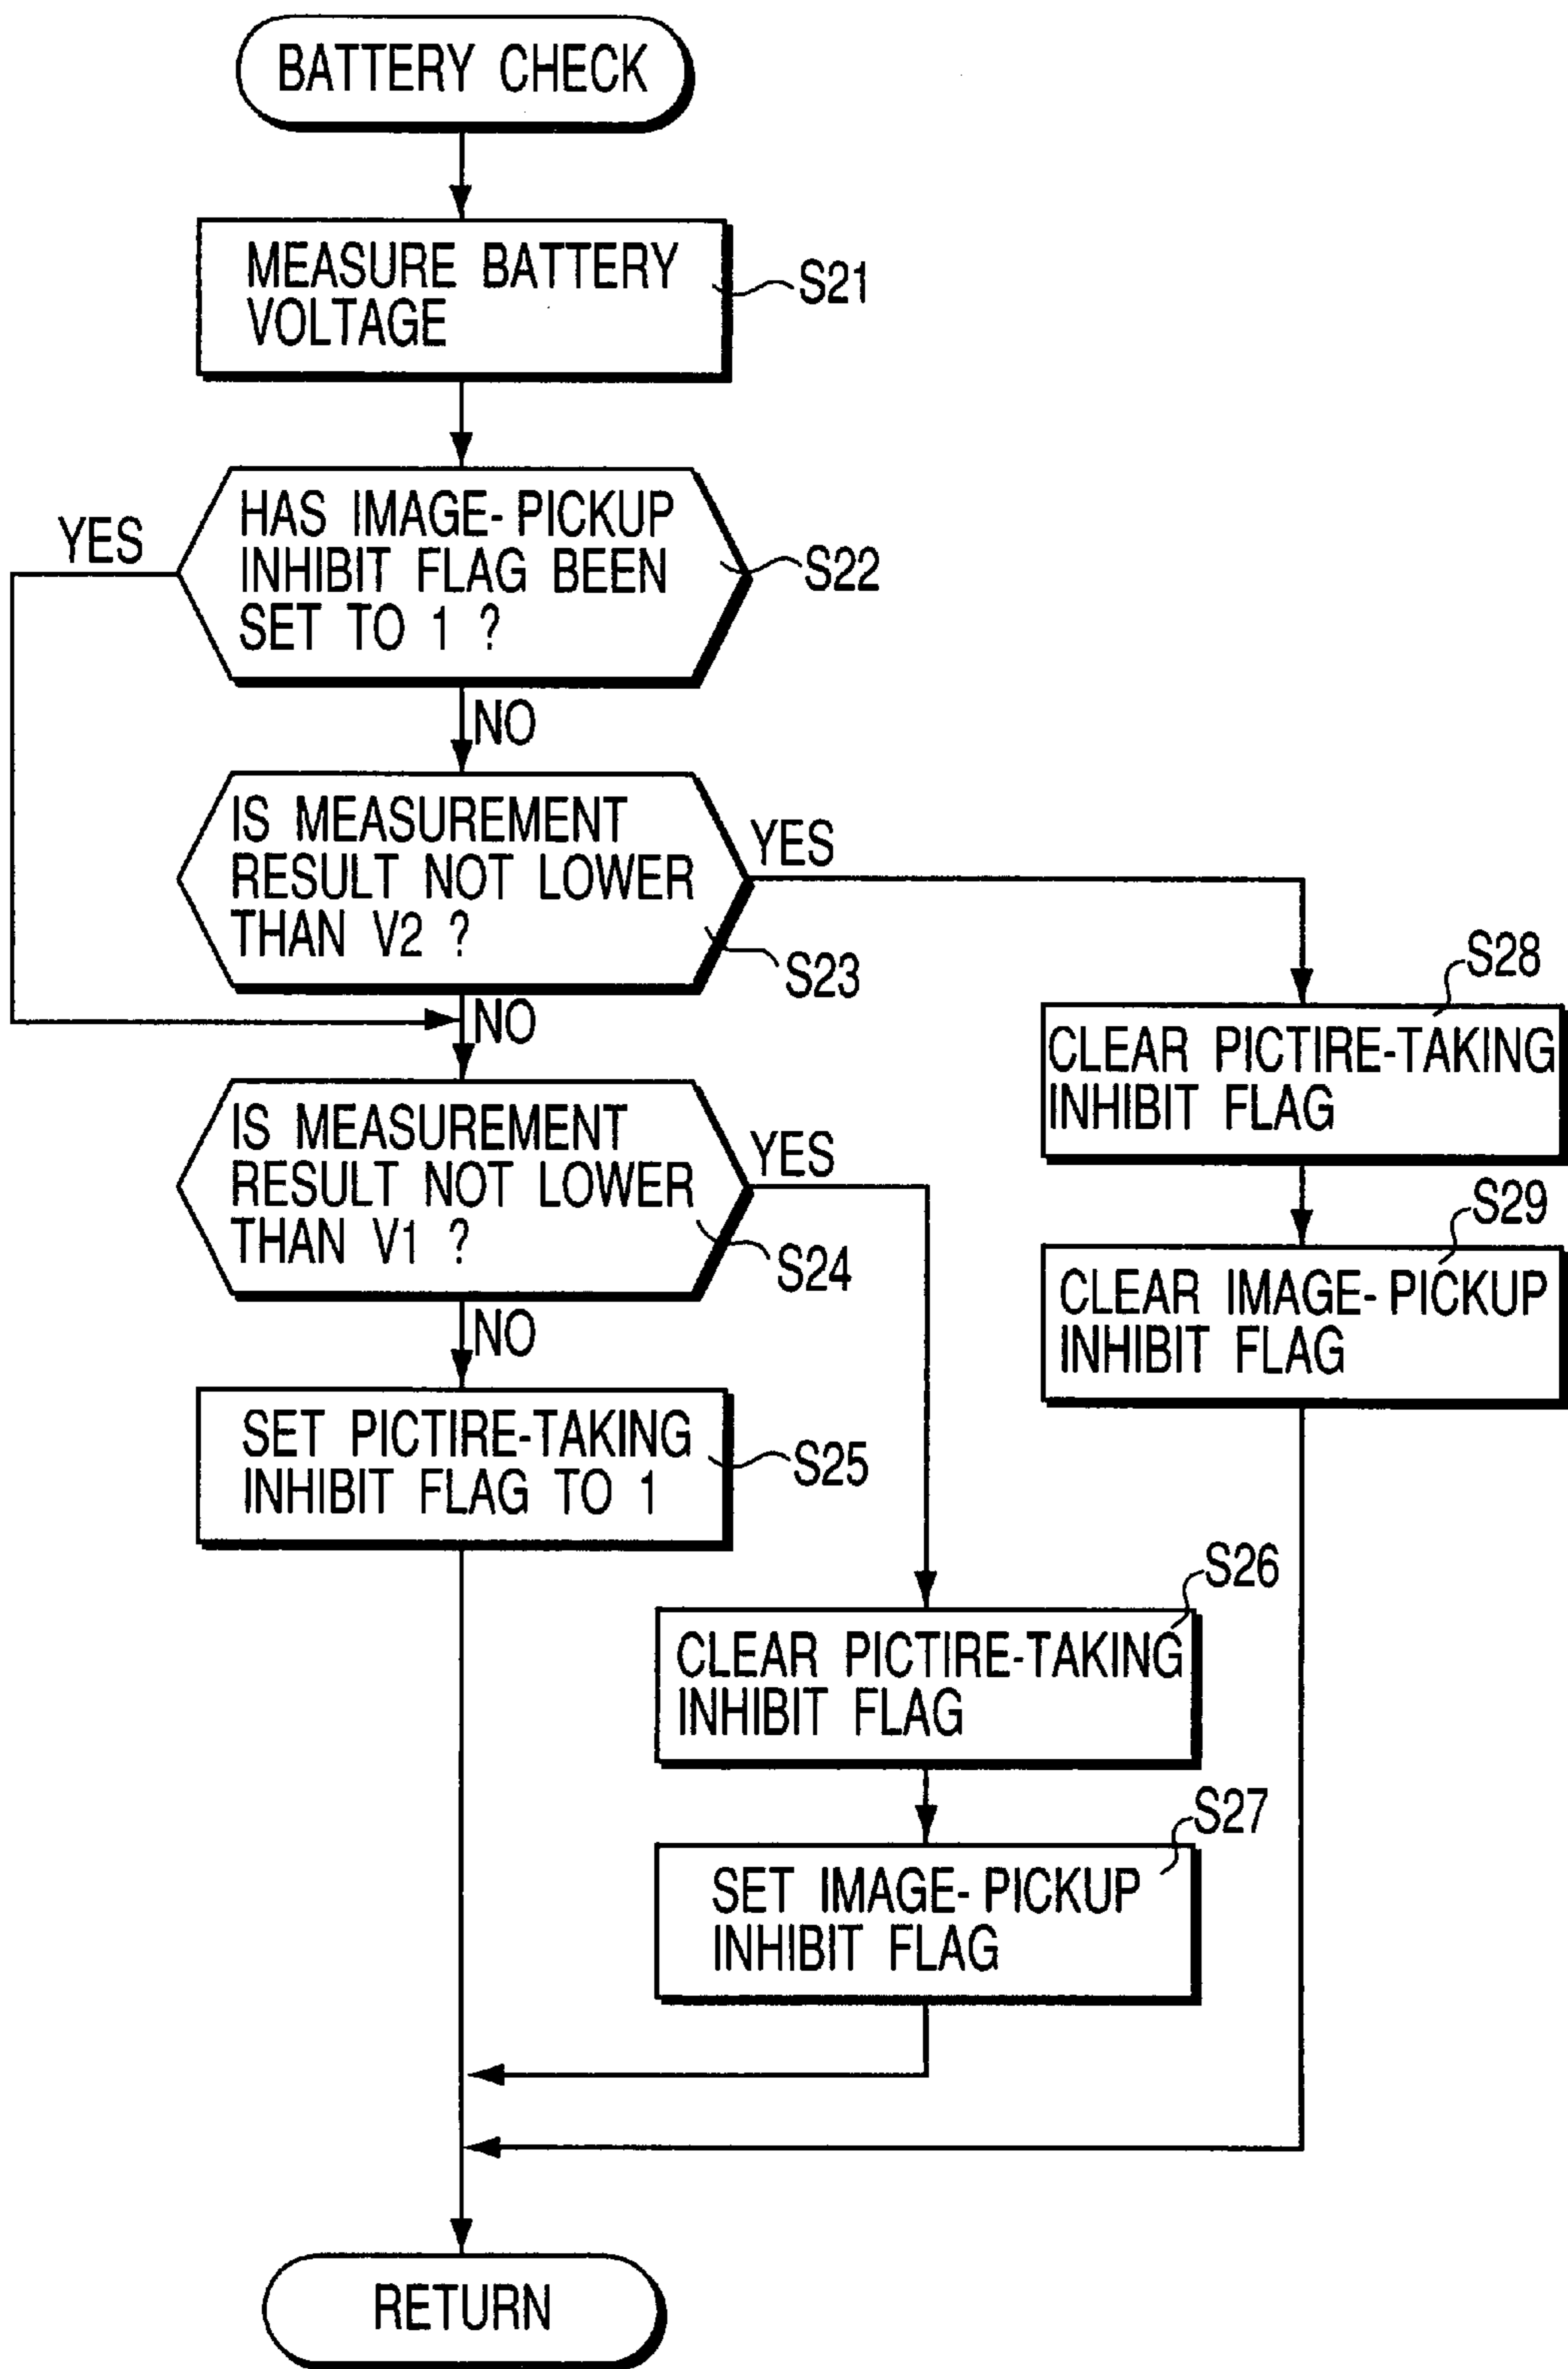 BATTERY CHECK
MEASURE BATTERY
VOLTAGE
S21
HAS IMAGE-PICKUP
INHIBIT FLAG BEEN
SET TO 1 ?
S22
YES
NO
IS MEASUREMENT
RESULT NOT LOWER
THAN V2 ?
S23
YES
NO
S28
CLEAR PICTIRE-TAKING
INHIBIT FLAG
IS MEASUREMENT
RESULT NOT LOWER
THAN V1 ?
S24
YES
NO
S29
CLEAR IMAGE-PICKUP
INHIBIT FLAG
SET PICTIRE-TAKING
INHIBIT FLAG TO 1
S25
S26
CLEAR PICTIRE-TAKING
INHIBIT FLAG
S27
SET IMAGE-PICKUP
INHIBIT FLAG
RETURN